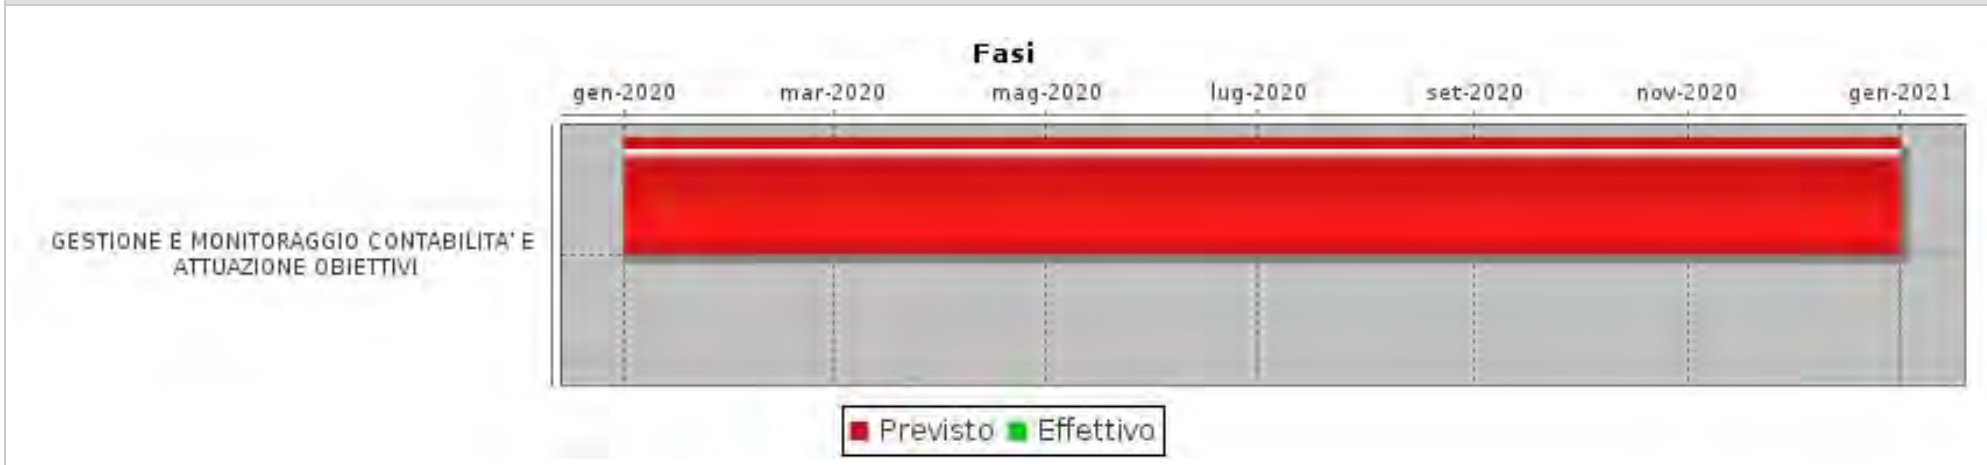 Fasi
gen-2020 mar-2020 mag-2020 lug-2020 set-2020 nov-2020 gen-2021
GESTIONE E MONITORAGGIO CONTABILITA' E
ATTUAZIONE OBIETTIVI
Previsto Effettivo